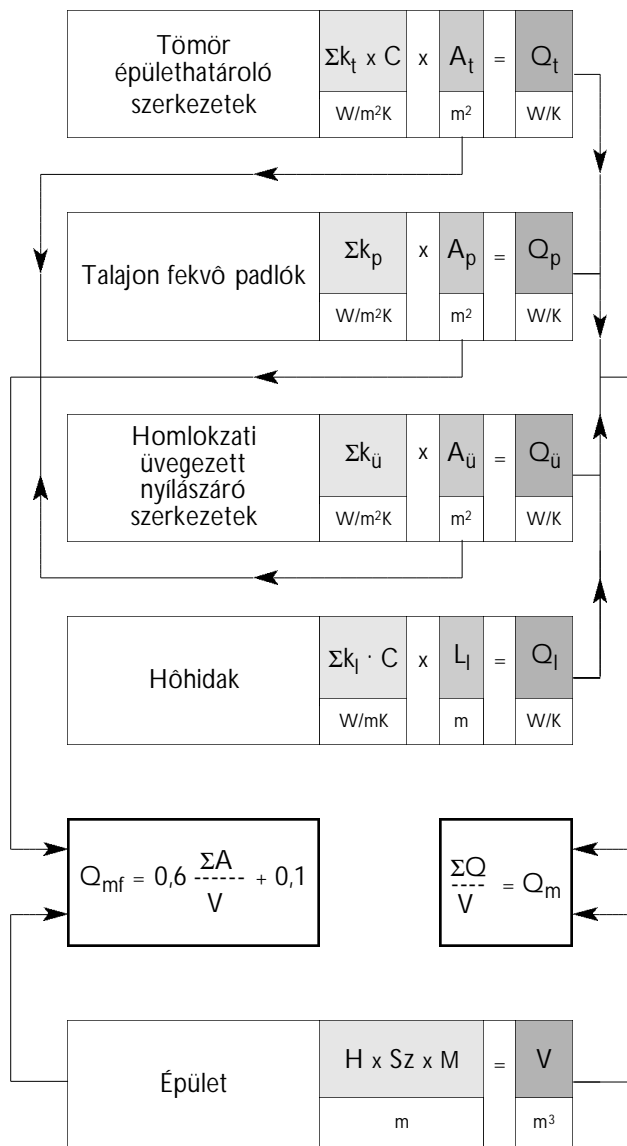 Tömör
épülethatároló
szerkezetek
Σkt x C x At = Qt
W/m²K m² W/K
Talajon fekvô padlók
Σkp x Ap = Qp
W/m²K m² W/K
Homlokzati
üvegezett
nyílászáró
szerkezetek
Σkü x Aü = Qü
W/m²K m² W/K
Hôhidak
Σkl · C x Ll = Ql
W/mK m W/K
Qmf = 0,6 ΣA/V + 0,1
ΣQ/V = Qm
Épület
H x Sz x M = V
m m³